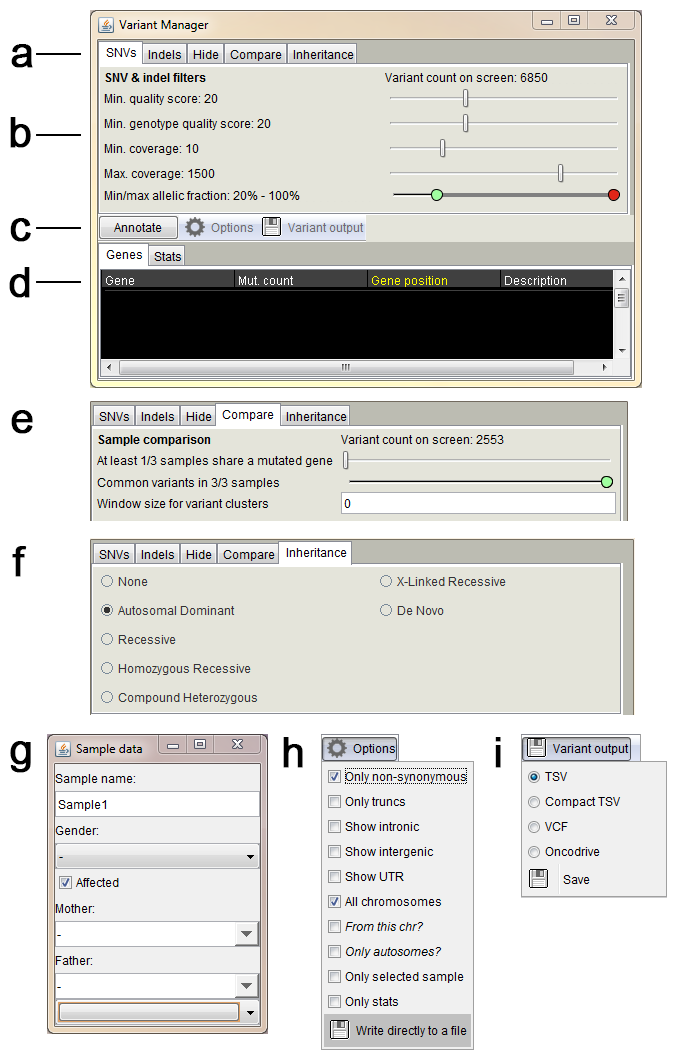 Variant Manager
a
SNVs Indels Hide Compare Inheritance
SNV & indel filters Variant count on screen: 6850
Min. quality score: 20
Min. genotype quality score: 20
b
Min. coverage: 10
Max. coverage: 1500
Min/max allelic fraction: 20% - 100%
c
Annotate Options Variant output
Genes Stats
d
Gene Mut. count Gene position Description
e
SNVs Indels Hide Compare Inheritance
Sample comparison Variant count on screen: 2553
At least 1/3 samples share a mutated gene
Common variants in 3/3 samples
Window size for variant clusters 0
f
SNVs Indels Hide Compare Inheritance
None X-Linked Recessive
Autosomal Dominant De Novo
Recessive
Homozygous Recessive
Compound Heterozygous
g
Sample data
Sample name:
Sample1
Gender:
-
Affected
Mother:
-
Father:
-
h
Options
Only non-synonymous
Only truncs
Show intronic
Show intergenic
Show UTR
All chromosomes
From this chr?
Only autosomes?
Only selected sample
Only stats
Write directly to a file
i
Variant output
TSV
Compact TSV
VCF
Oncodrive
Save